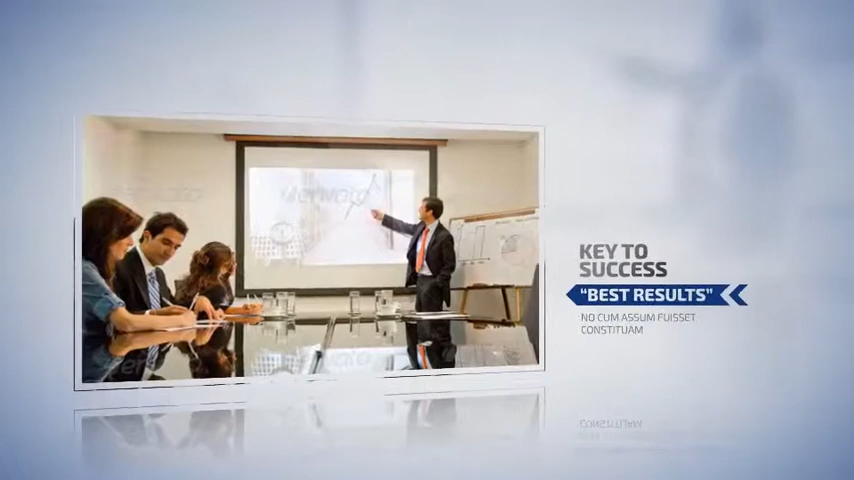 KEY TO
SUCCESS
“BEST RESULTS”
NO CUM ASSUM FUISSET
CONSTITUAM